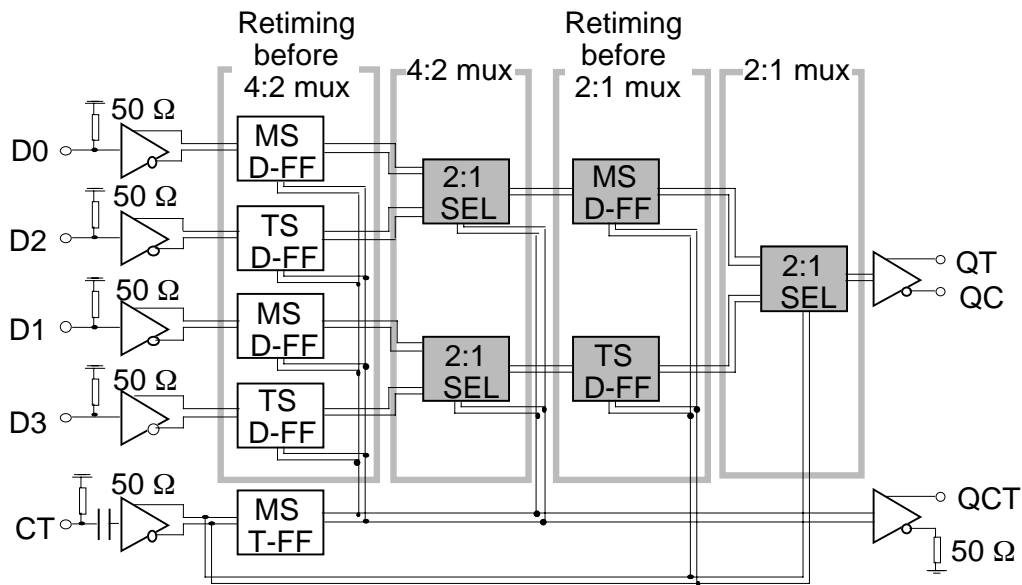 Retiming
before
4:2 mux
4:2 mux
Retiming
before
2:1 mux
2:1 mux
50 Ω
D0
MS
D-FF
2:1
SEL
MS
D-FF
50 Ω
D2
TS
D-FF
2:1
SEL
QT
QC
50 Ω
D1
MS
D-FF
2:1
SEL
TS
D-FF
50 Ω
D3
TS
D-FF
50 Ω
CT
MS
T-FF
QCT
50 Ω